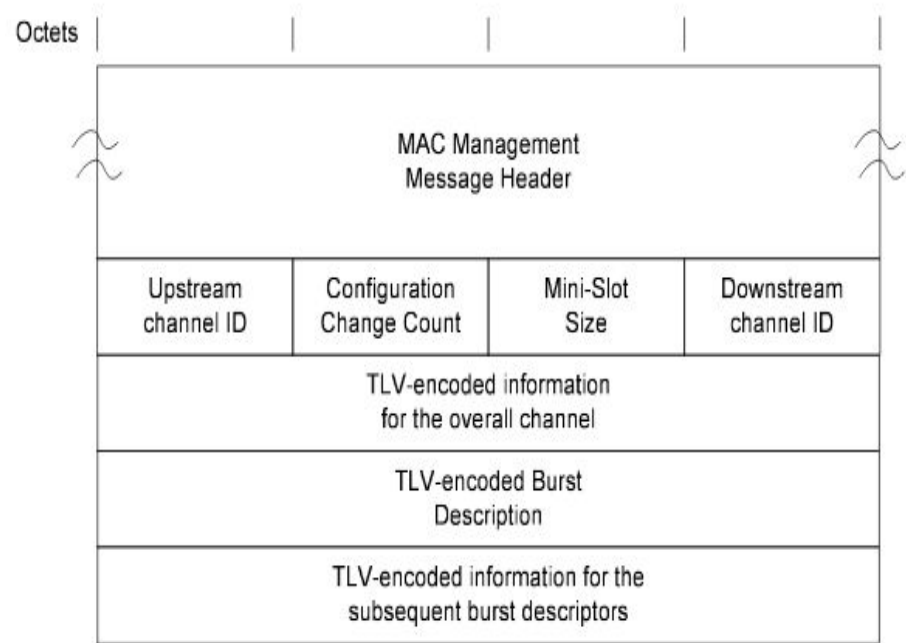 Octets
MAC Management
Message Header
Upstream
channel ID
Configuration
Change Count
Mini-Slot
Size
Downstream
channel ID
TLV-encoded information
for the overall channel
TLV-encoded Burst
Description
TLV-encoded information for the
subsequent burst descriptors